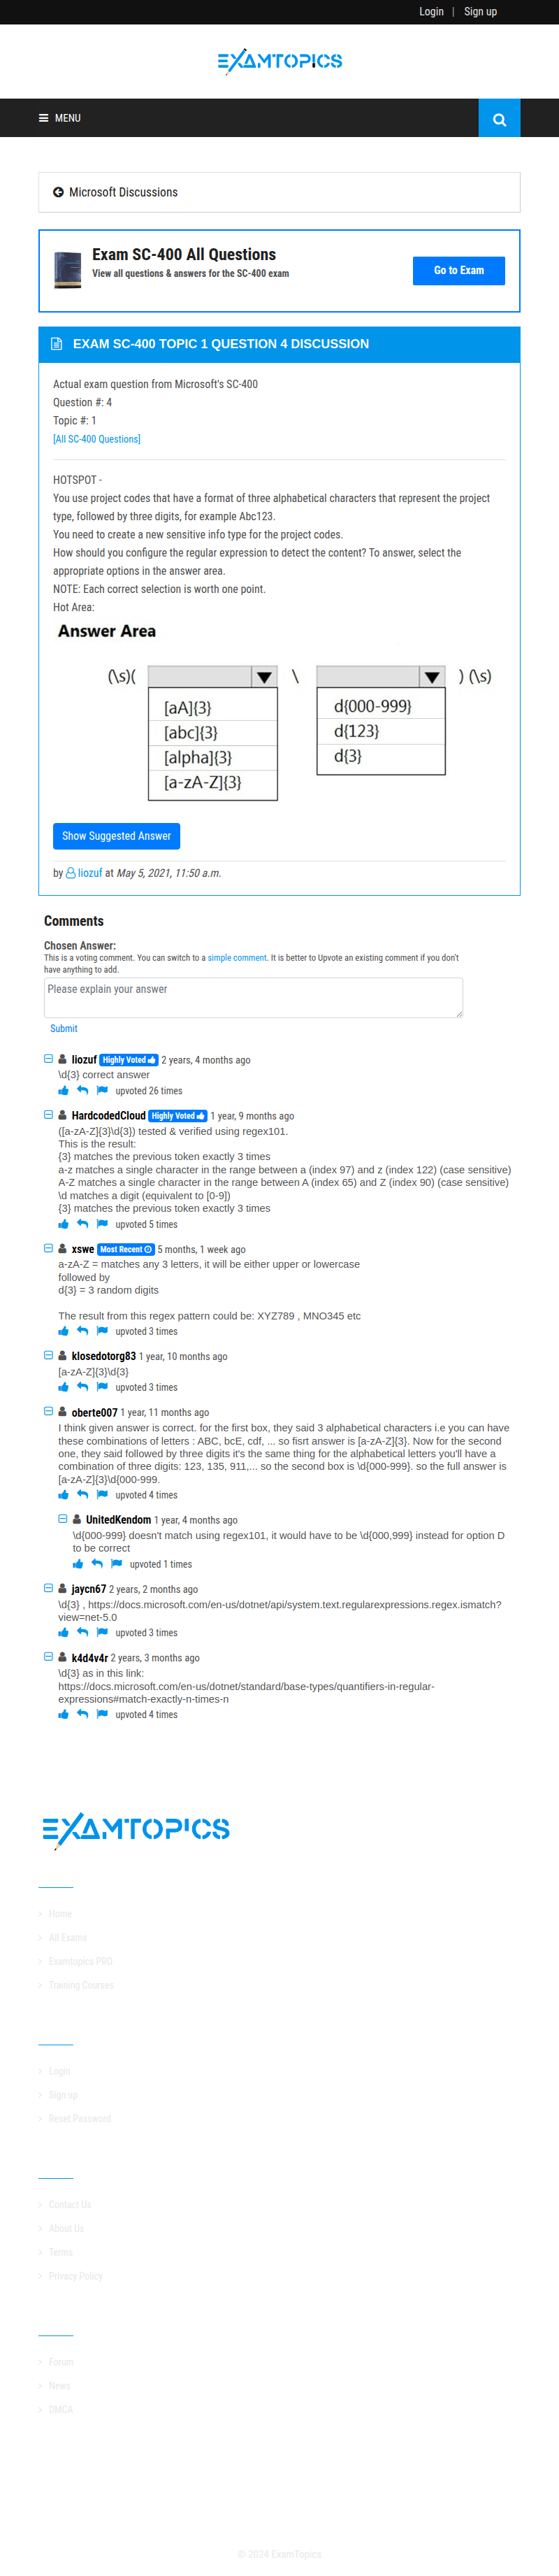 Login | Sign up
EXAMTOPICS
MENU
Microsoft Discussions
Exam SC-400 All Questions
View all questions & answers for the SC-400 exam
Go to Exam
EXAM SC-400 TOPIC 1 QUESTION 4 DISCUSSION
Actual exam question from Microsoft's SC-400
Question #: 4
Topic #: 1
[All SC-400 Questions]
HOTSPOT -
You use project codes that have a format of three alphabetical characters that represent the project
type, followed by three digits, for example Abc123.
You need to create a new sensitive info type for the project codes.
How should you configure the regular expression to detect the content? To answer, select the
appropriate options in the answer area.
NOTE: Each correct selection is worth one point.
Hot Area:
Answer Area
(\s)( \ ) (\s)
[aA]{3}
[abc]{3}
[alpha]{3}
[a-zA-Z]{3}
d{000-999}
d{123}
d{3}
Show Suggested Answer
by liozuf at May 5, 2021, 11:50 a.m.
Comments
Chosen Answer:
This is a voting comment. You can switch to a simple comment. It is better to Upvote an existing comment if you don't
have anything to add.
Please explain your answer
Submit
liozuf Highly Voted 2 years, 4 months ago
\d{3} correct answer
upvoted 26 times
HardcodedCloud Highly Voted 1 year, 9 months ago
([a-zA-Z]{3}\d{3}) tested & verified using regex101.
This is the result:
{3} matches the previous token exactly 3 times
a-z matches a single character in the range between a (index 97) and z (index 122) (case sensitive)
A-Z matches a single character in the range between A (index 65) and Z (index 90) (case sensitive)
\d matches a digit (equivalent to [0-9])
{3} matches the previous token exactly 3 times
upvoted 5 times
xswe Most Recent 5 months, 1 week ago
a-zA-Z = matches any 3 letters, it will be either upper or lowercase
followed by
d{3} = 3 random digits
The result from this regex pattern could be: XYZ789 , MNO345 etc
upvoted 3 times
klosedotorg83 1 year, 10 months ago
[a-zA-Z]{3}\d{3}
upvoted 3 times
oberte007 1 year, 11 months ago
I think given answer is correct. for the first box, they said 3 alphabetical characters i.e you can have
these combinations of letters : ABC, bcE, cdf, ... so fisrt answer is [a-zA-Z]{3}. Now for the second
one, they said followed by three digits it's the same thing for the alphabetical letters you'll have a
combination of three digits: 123, 135, 911,... so the second box is \d{000-999}. so the full answer is
[a-zA-Z]{3}\d{000-999.
upvoted 4 times
UnitedKendom 1 year, 4 months ago
\d{000-999} doesn't match using regex101, it would have to be \d{000,999} instead for option D
to be correct
upvoted 1 times
jaycn67 2 years, 2 months ago
\d{3} , https://docs.microsoft.com/en-us/dotnet/api/system.text.regularexpressions.regex.ismatch?
view=net-5.0
upvoted 3 times
k4d4v4r 2 years, 3 months ago
\d{3} as in this link:
https://docs.microsoft.com/en-us/dotnet/standard/base-types/quantifiers-in-regular-
expressions#match-exactly-n-times-n
upvoted 4 times
EXAMTOPICS
Home
All Exams
Examtopics PRO
Training Courses
Login
Sign up
Reset Password
Contact Us
About Us
Terms
Privacy Policy
Forum
News
DMCA
© 2024 ExamTopics